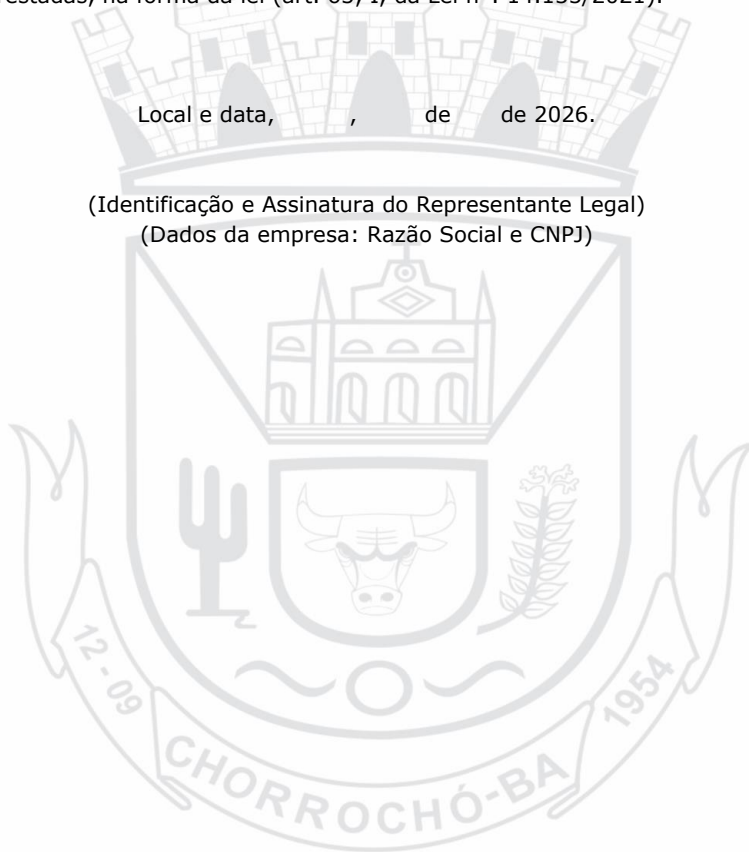 na forma da lei (art. 63, I, da Lei nº. 14.133/2021).
Local e data, , de de 2026.
(Identificação e Assinatura do Representante Legal)
(Dados da empresa: Razão Social e CNPJ)
12 - 09
CHORROCHÓ-BA
1954